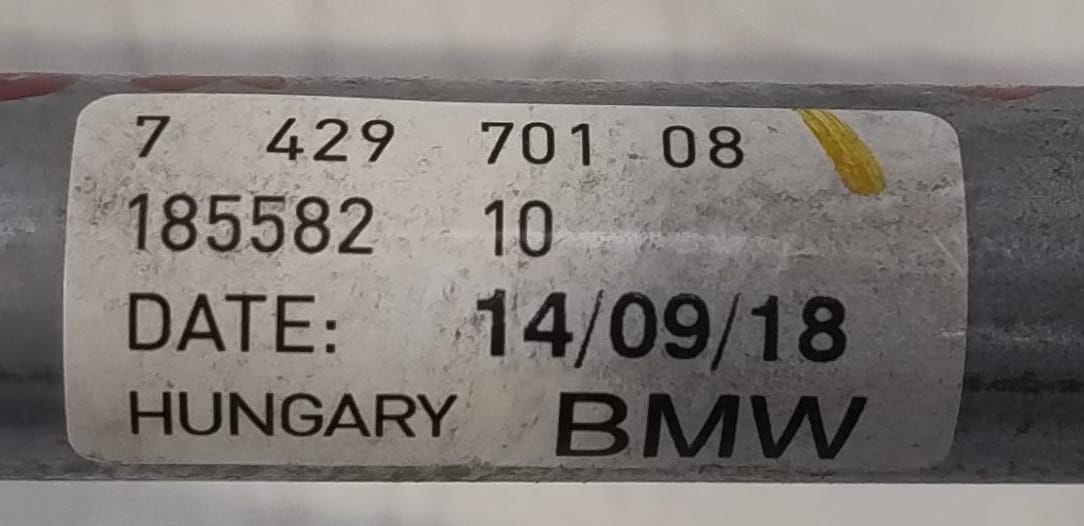 7 429 701 08
185582 10
DATE: 14/09/18
HUNGARY BMW